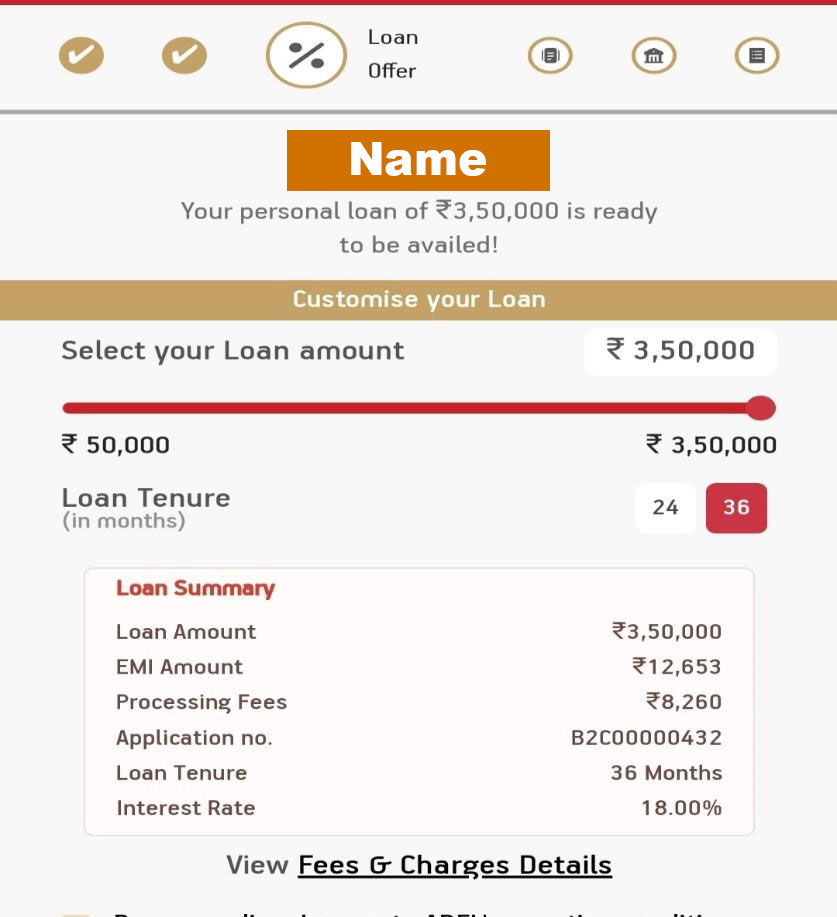 Loan
Offer
Name
Your personal loan of ₹3,50,000 is ready
to be availed!
Customise your Loan
Select your Loan amount ₹ 3,50,000
₹ 50,000 ₹ 3,50,000
Loan Tenure 24 36
(in months)
Loan Summary
Loan Amount ₹3,50,000
EMI Amount ₹12,653
Processing Fees ₹8,260
Application no. B2C00000432
Loan Tenure 36 Months
Interest Rate 18.00%
View Fees & Charges Details